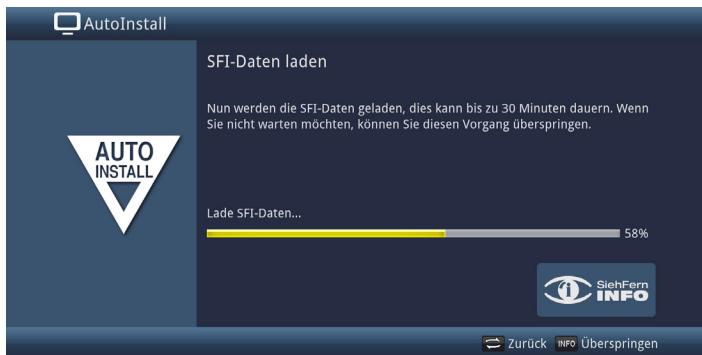 AutoInstall
SFI-Daten laden
Nun werden die SFI-Daten geladen, dies kann bis zu 30 Minuten dauern. Wenn
Sie nicht warten möchten, können Sie diesen Vorgang überspringen.
AUTO
INSTALL
Lade SFI-Daten...
58%
SiehFern
INFO
Zurück INFO Überspringen